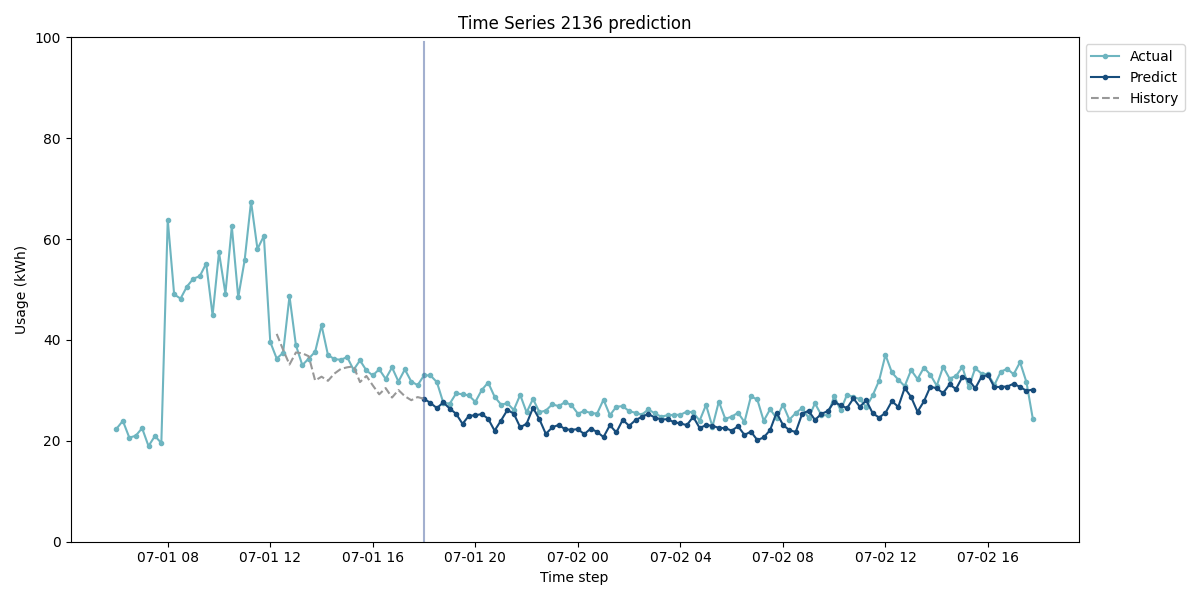 Time Series 2136 prediction
Actual
Predict
History
Usage (kWh)
100
80
60
40
20
0
07-01 08
07-01 12
07-01 16
07-01 20
07-02 00
07-02 04
07-02 08
07-02 12
07-02 16
Time step